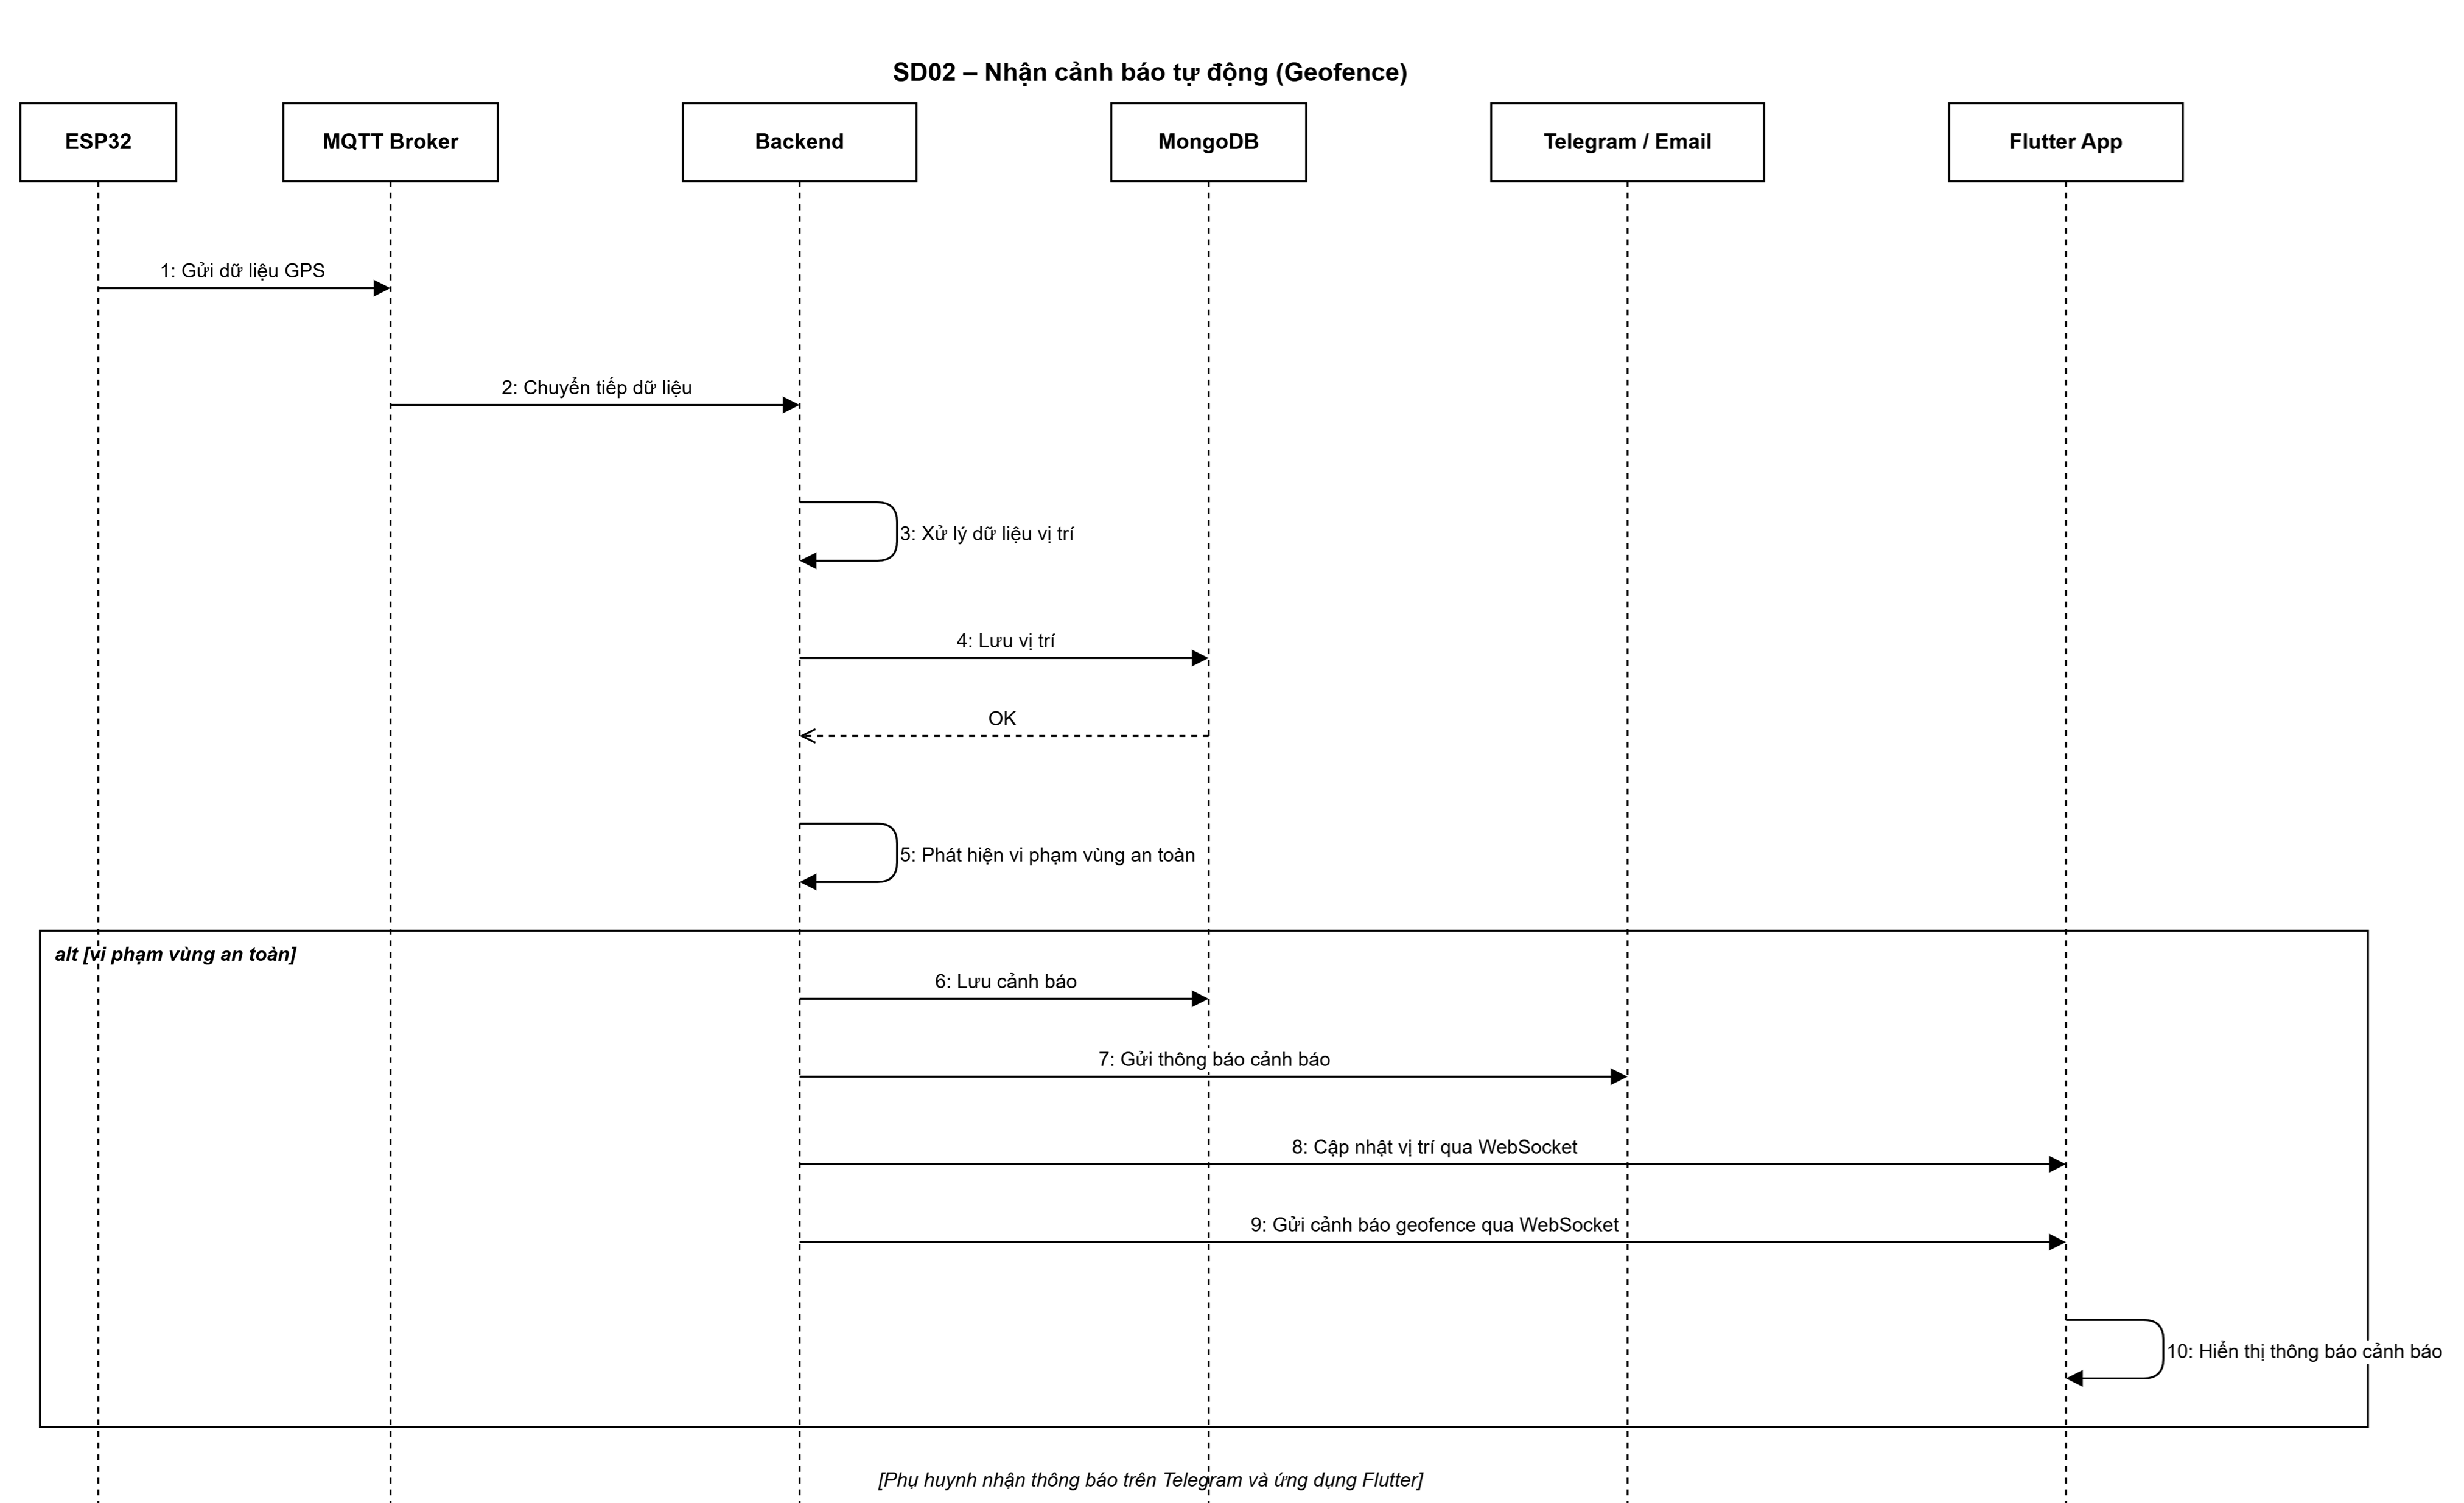 SD02 – Nhận cảnh báo tự động (Geofence)
ESP32
MQTT Broker
Backend
MongoDB
Telegram / Email
Flutter App
1: Gửi dữ liệu GPS
2: Chuyển tiếp dữ liệu
3: Xử lý dữ liệu vị trí
4: Lưu vị trí
OK
5: Phát hiện vi phạm vùng an toàn
alt [vi phạm vùng an toàn]
6: Lưu cảnh báo
7: Gửi thông báo cảnh báo
8: Cập nhật vị trí qua WebSocket
9: Gửi cảnh báo geofence qua WebSocket
10: Hiển thị thông báo cảnh báo
[Phụ huynh nhận thông báo trên Telegram và ứng dụng Flutter]